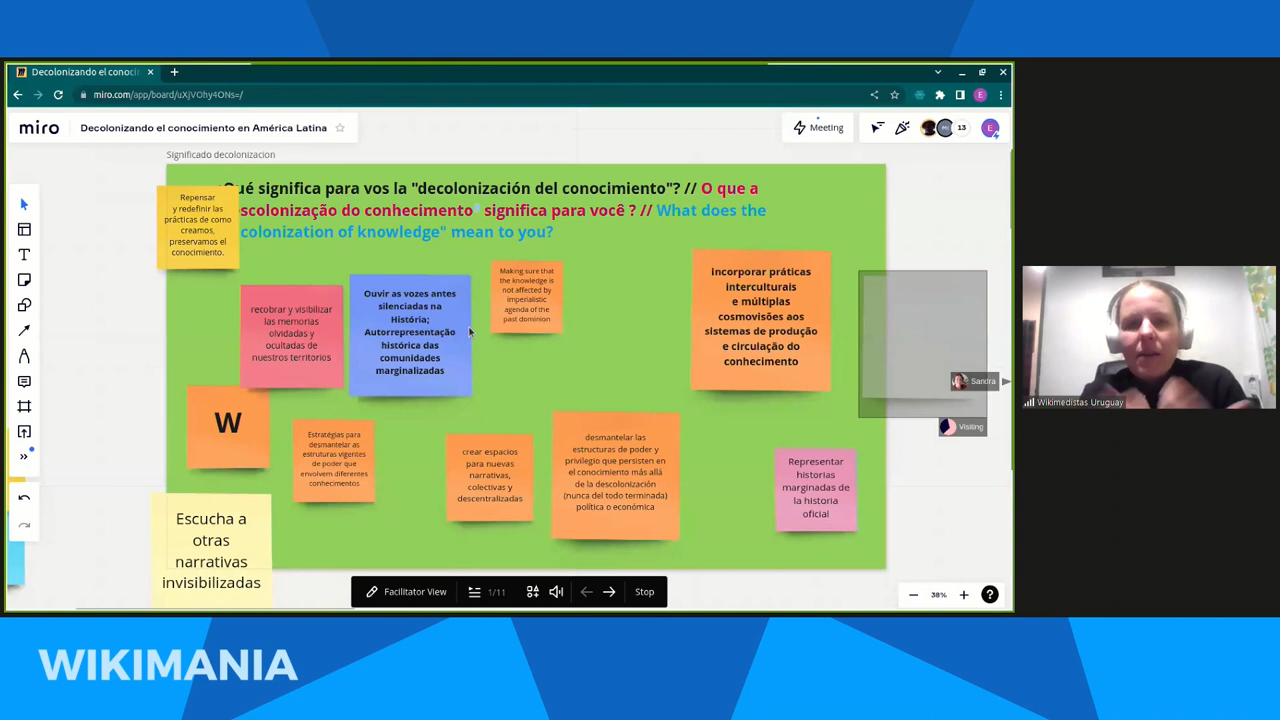 Decolonizando el conoci
miro.com/app/board/uXjVOhy4ONs=/
miro
Decolonizando el conocimiento en América Latina
Meeting
13
E
Significado decolonizacion
Qué significa para vos la "decolonización del conocimiento"? // O que a
escolonização do conhecimento" significa para você ? // What does the
colonization of knowledge" mean to you?
Repensar
y redefinir las
prácticas de como
creamos,
preservamos el
conocimiento.
recobrar y visibilizar
las memorias
olvidadas y
ocultadas de
nuestros territorios
Ouvir as vozes antes
silenciadas na
História;
Autorrepresentação
histórica das
comunidades
marginalizadas
Making sure that
the knowledge is
not affected by
imperialistic
agenda of the
past dominion
incorporar práticas
interculturais
e múltiplas
cosmovisões aos
sistemas de produção
e circulação do
conhecimento
Sandra
Visiting
W
Estratégias para
desmantelar as
estruturas vigentes
de poder que
envolvem diferentes
conhecimentos
crear espacios
para nuevas
narrativas,
colectivas y
descentralizadas
desmantelar las
estructuras de poder y
privilegio que persisten en
el conocimiento más allá
de la descolonización
(nunca del todo terminada)
política o económica
Representar
historias
marginadas de
la historia
oficial
Escucha a
otras
narrativas
invisibilizadas
Facilitator View
1/11
Stop
38%
Wikimedistas Uruguay
WIKIMANIA